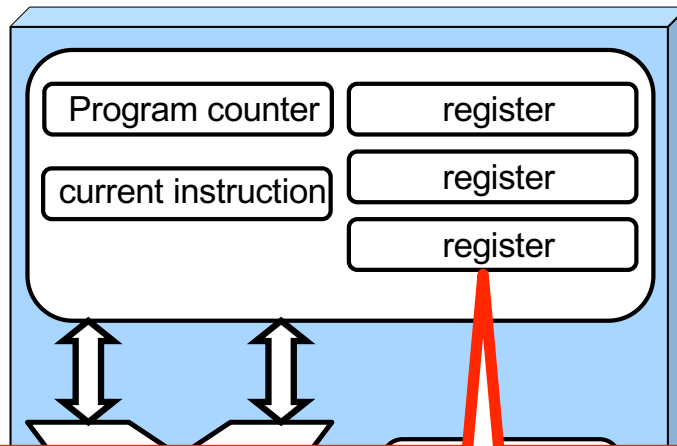 Program counter
register
current instruction
register
register